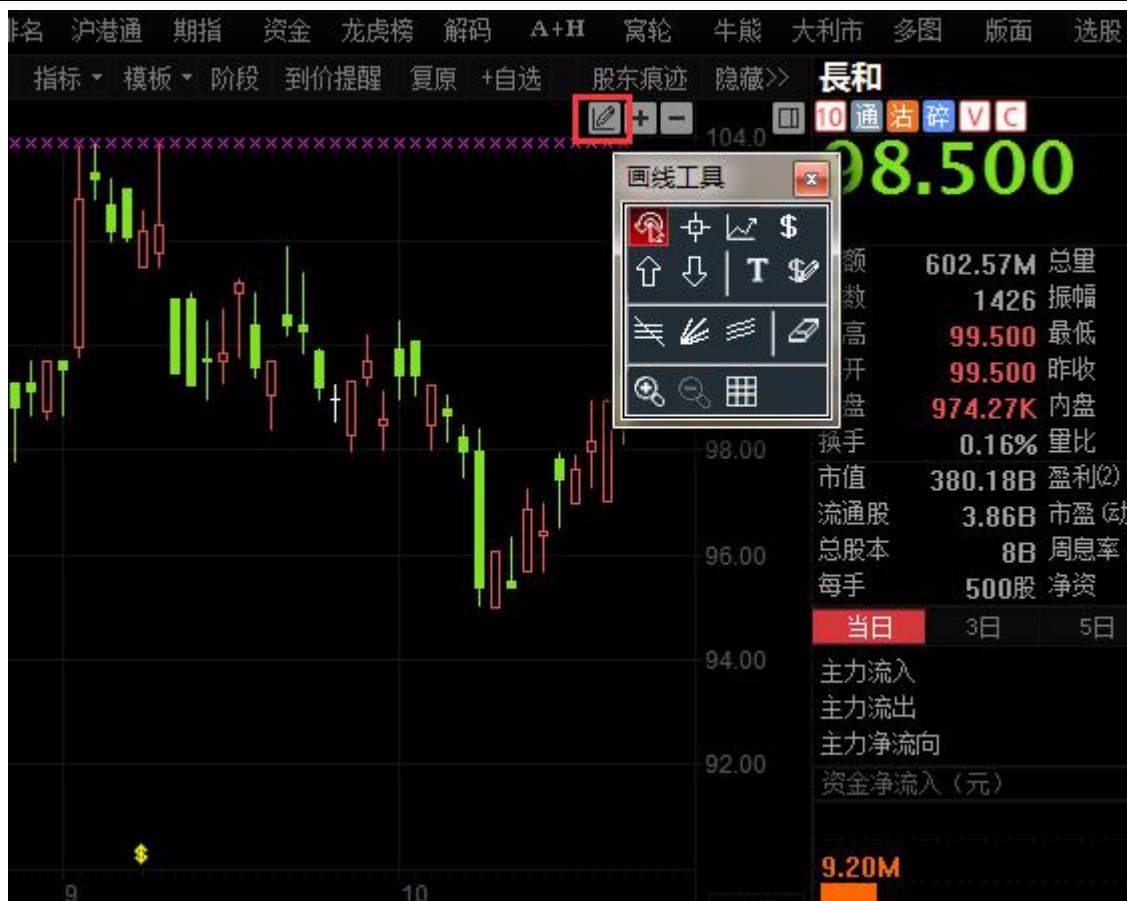 排名 沪港通 期指 资金 龙虎榜 解码 A+H 窝轮 牛熊 大利市 多图 版面 选股
指标 模板 阶段 到价提醒 复原 +自选 股东痕迹 隐藏>> 長和
10 通 沽 碎 V C
104.0
画线工具
98.500
$
T $
额 602.57M 总量
数 1426 振幅
高 99.500 最低
开 99.500 昨收
盘 974.27K 内盘
98.00 换手 0.16% 量比
市值 380.18B 盈利(2)
流通股 3.86B 市盈(动
96.00 总股本 8B 周息率
每手 500股 净资
当日 3日 5日
94.00 主力流入
主力流出
主力净流向
92.00
资金净流入（元）
$
9.20M
9 10